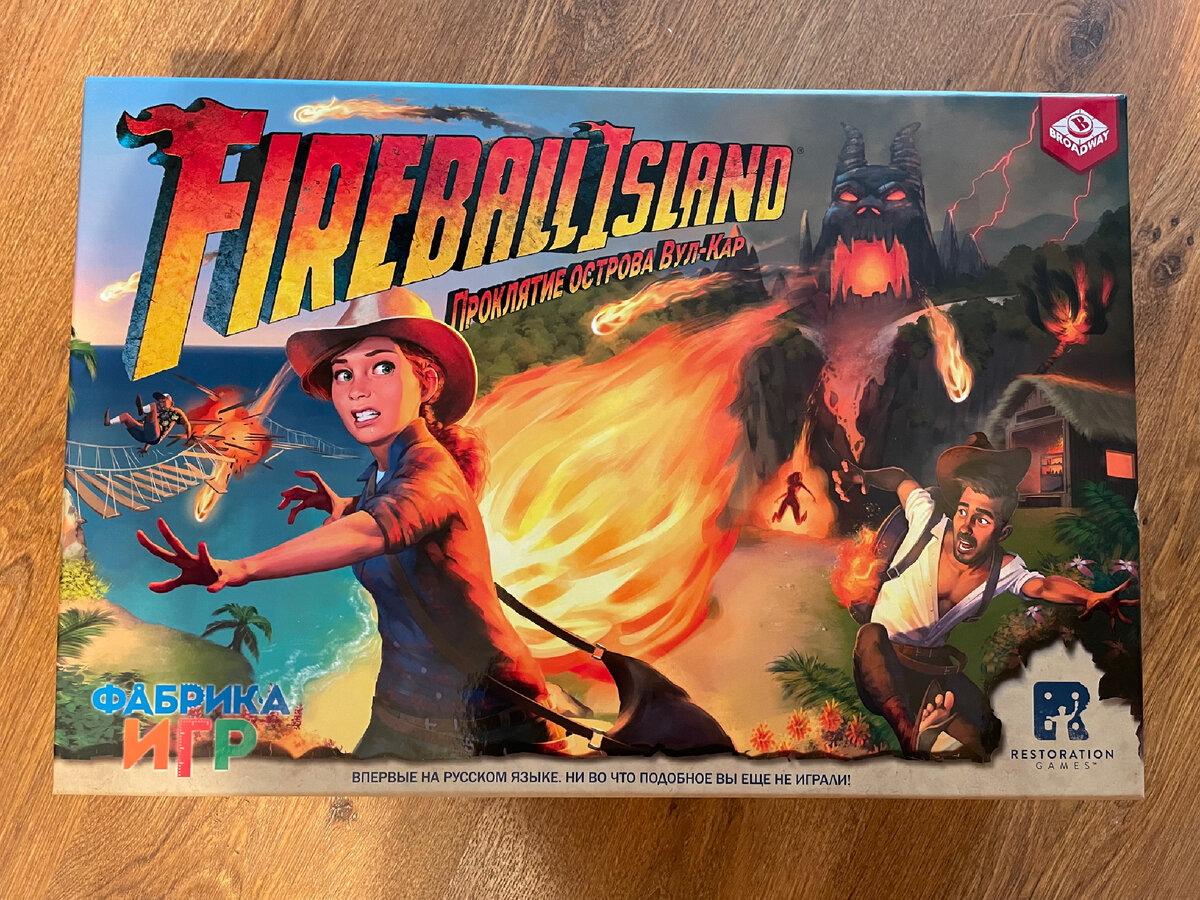 FIREBALL ISLAND®
ПРОКЛЯТИЕ ОСТРОВА ВУЛ-КАР
B
BROADWAY
ФАБРИКА
ИГР
R
RESTORATION
GAMES™
ВПЕРВЫЕ НА РУССКОМ ЯЗЫКЕ. НИ ВО ЧТО ПОДОБНОЕ ВЫ ЕЩЕ НЕ ИГРАЛИ!